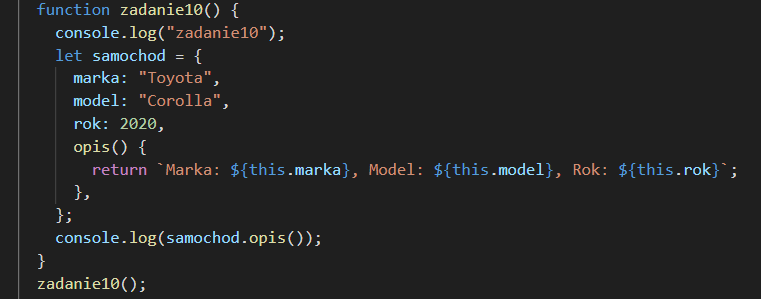 function zadanie10() {
  console.log("zadanie10");
  let samochod = {
    marka: "Toyota",
    model: "Corolla",
    rok: 2020,
    opis() {
      return `Marka: ${this.marka}, Model: ${this.model}, Rok: ${this.rok}`;
    },
  };
  console.log(samochod.opis());
}
zadanie10();